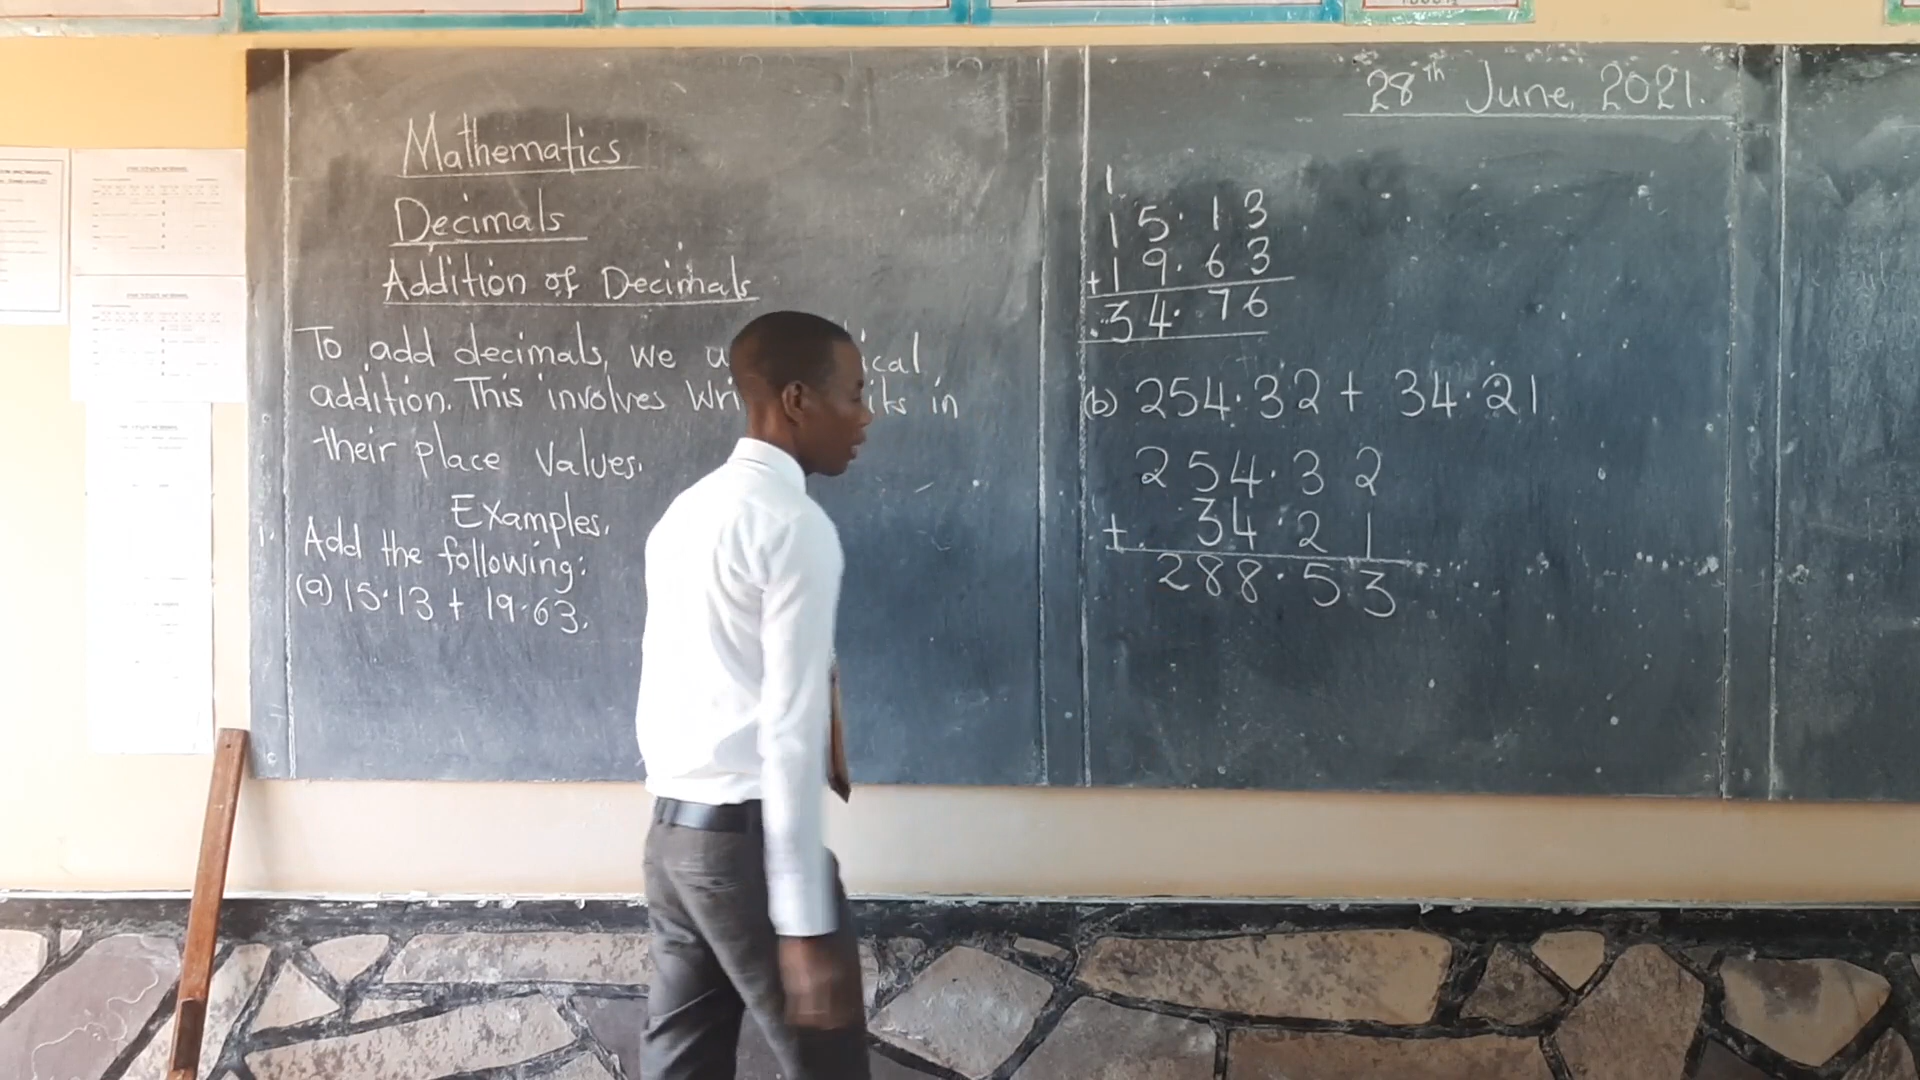 28th June, 2021.
Mathematics
Decimals
Addition of Decimals
To add decimals, we ical
addition. This involves in
their place values.
Examples.
1. Add the following:
(a) 15.13 + 19.63.
1
15.13
+19.63
34.76
(b) 254.32 + 34.21
254.32
+ 34.21
288.53